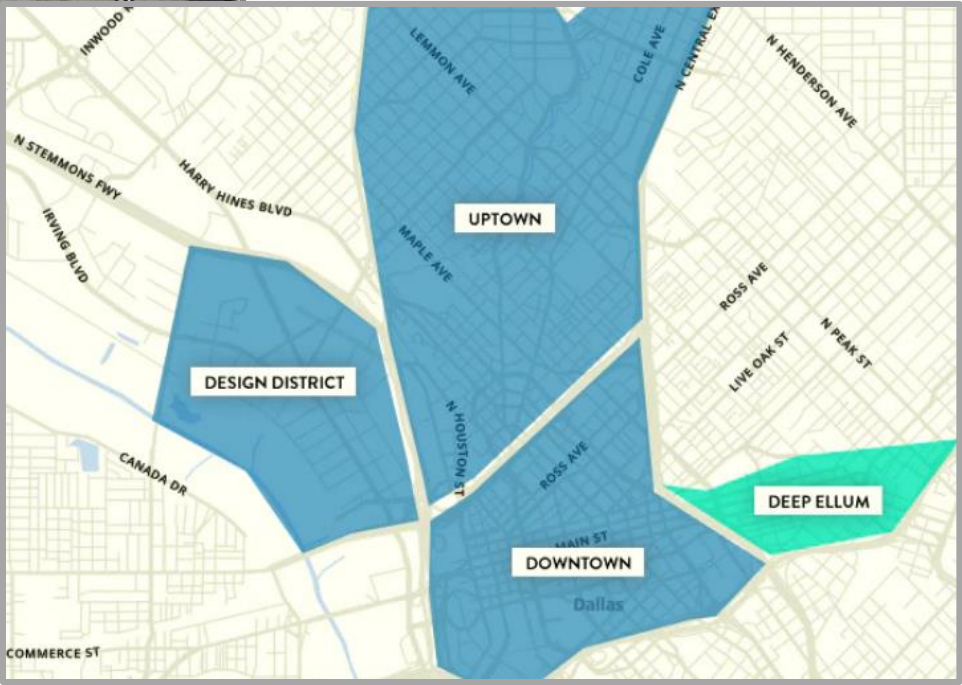 INWOOD
LEMMON AVE
COLE AVE
N CENTRAL EX
N HENDERSON AVE
N STEMMONS FWY
HARRY HINES BLVD
IRVING BLVD
UPTOWN
MAPLE AVE
ROSS AVE
N PEAK ST
LIVE OAK ST
DESIGN DISTRICT
N HOUSTON ST
ROSS AVE
CANADA DR
DEEP ELLUM
MAIN ST
DOWNTOWN
Dallas
COMMERCE ST